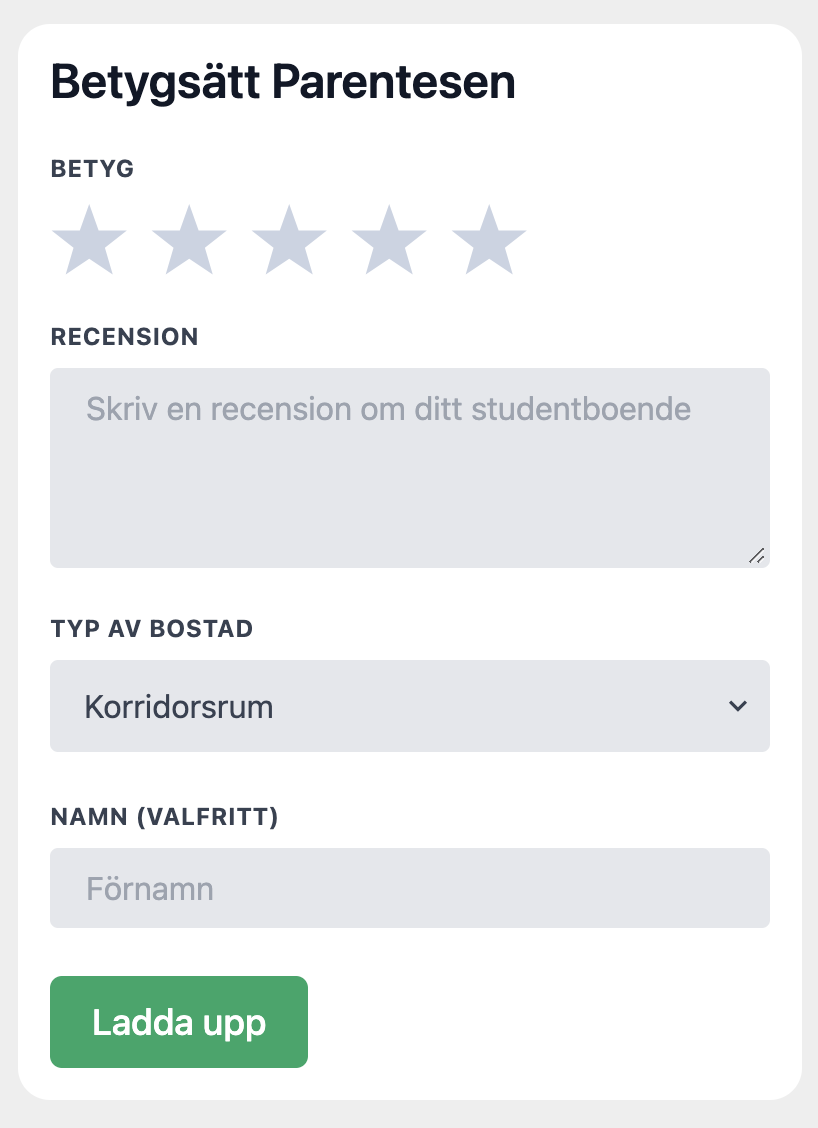 Betygsätt Parentesen
BETYG
RECENSION
Skriv en recension om ditt studentboende
TYP AV BOSTAD
Korridorsrum
NAMN (VALFRITT)
Förnamn
Ladda upp